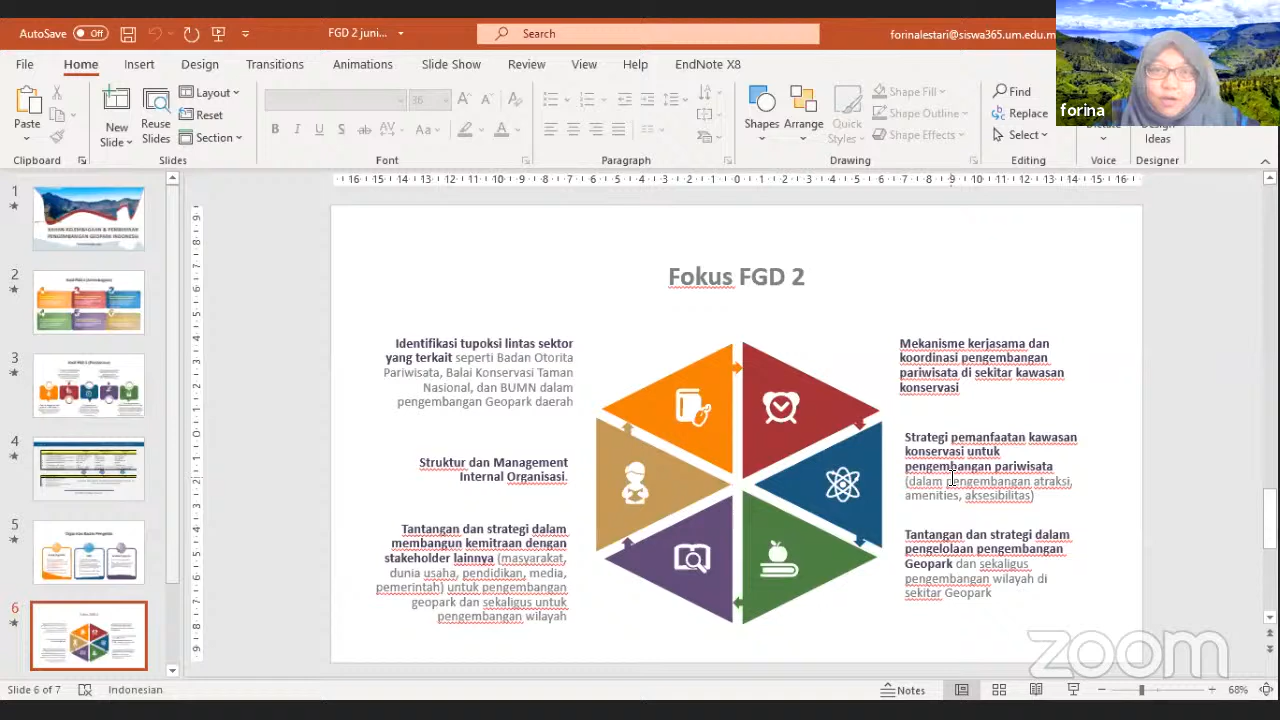 AutoSave Off
FGD 2 juni...
Search
forinalestari@siswa365.um.edu.m
File Home Insert Design Transitions Animations Slide Show Review View Help EndNote X8
forina
Paste
New
Slide
Reuse
Slides
Layout
Reset
Section
36
Shapes
Arrange
Quick
Styles
Shape Fill
Shape Outline
Shape Effects
Find
Replace
Select
Design
Ideas
Clipboard
Slides
Font
Paragraph
Drawing
Editing
Voice
Designer
1
2
3
4
5
6
Fokus FGD 2
Identifikasi tupoksi lintas sektor
yang terkait seperti Badan Otorita
Pariwisata, Balai Konservasi Taman
Nasional, dan BUMN dalam
pengembangan Geopark daerah
Struktur dan Management
Internal Organisasi.
Tantangan dan strategi dalam
membangun kemitraan dengan
stakeholder lainnya (masyarakat,
dunia usaha, pendidikan, media,
pemerintah) untuk pengembangan
geopark dan sekaligus untuk
pengembangan wilayah
Mekanisme kerjasama dan
koordinasi pengembangan
pariwisata di sekitar kawasan
konservasi
Strategi pemanfaatan kawasan
konservasi untuk
pengembangan pariwisata
(dalam pengembangan atraksi,
amenities, aksesibilitas)
Tantangan dan strategi dalam
pengelolaan pengembangan
Geopark dan sekaligus
pengembangan wilayah di
sekitar Geopark
zoom
Slide 6 of 7
Indonesian
Notes
68%